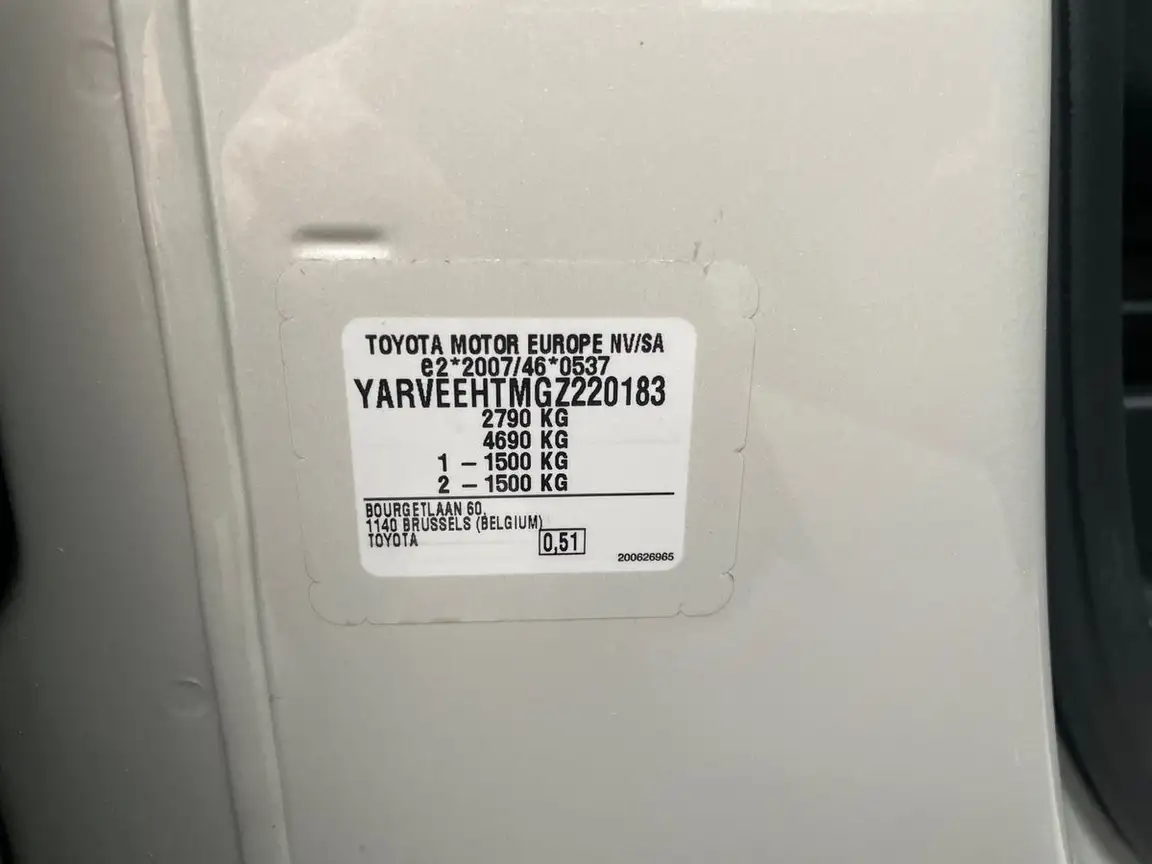 TOYOTA MOTOR EUROPE NV/SA
e2*2007/46*0537
YARVEEHTMGZ220183
2790 KG
4690 KG
1 - 1500 KG
2 - 1500 KG
BOURGETLAAN 60,
1140 BRUSSELS (BELGIUM)
TOYOTA
0,51
200626965